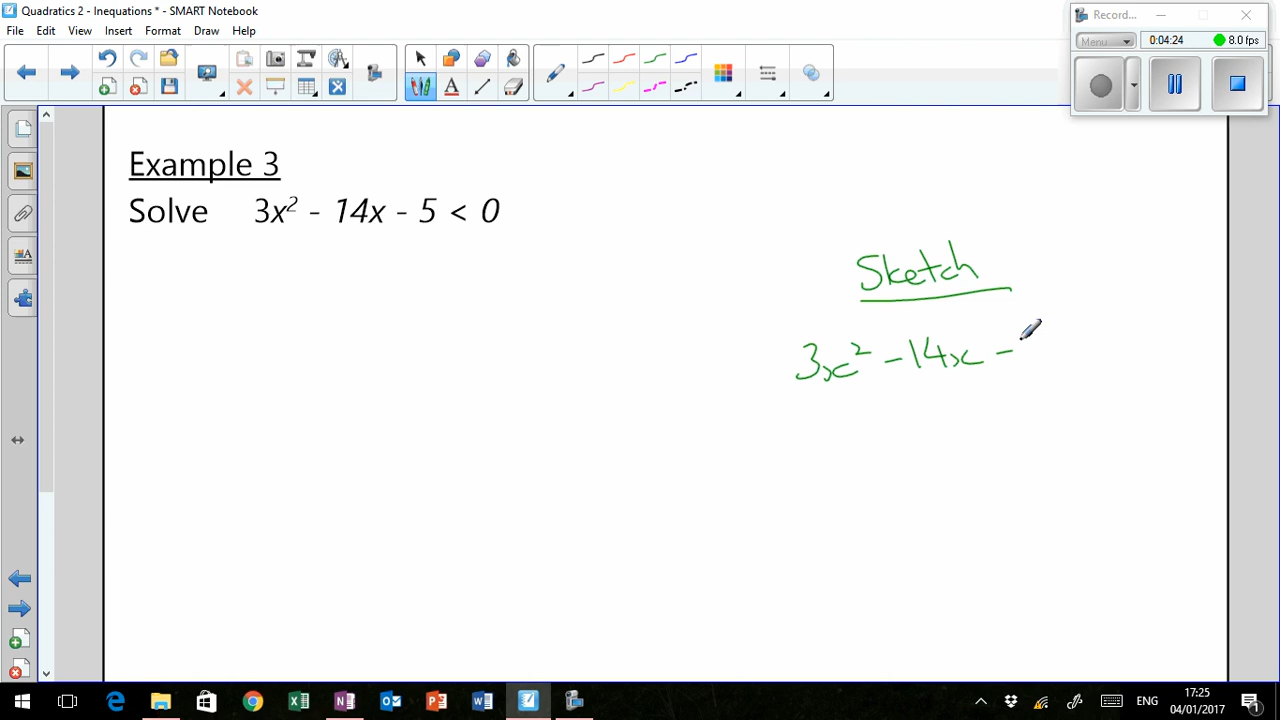 Quadratics 2 - Inequations * - SMART Notebook
File Edit View Insert Format Draw Help
Record...
Menu
0:04:24 8.0 fps
Example 3
Solve 3x² - 14x - 5 < 0
Sketch
3x² - 14x -
ENG
17:25
04/01/2017
1